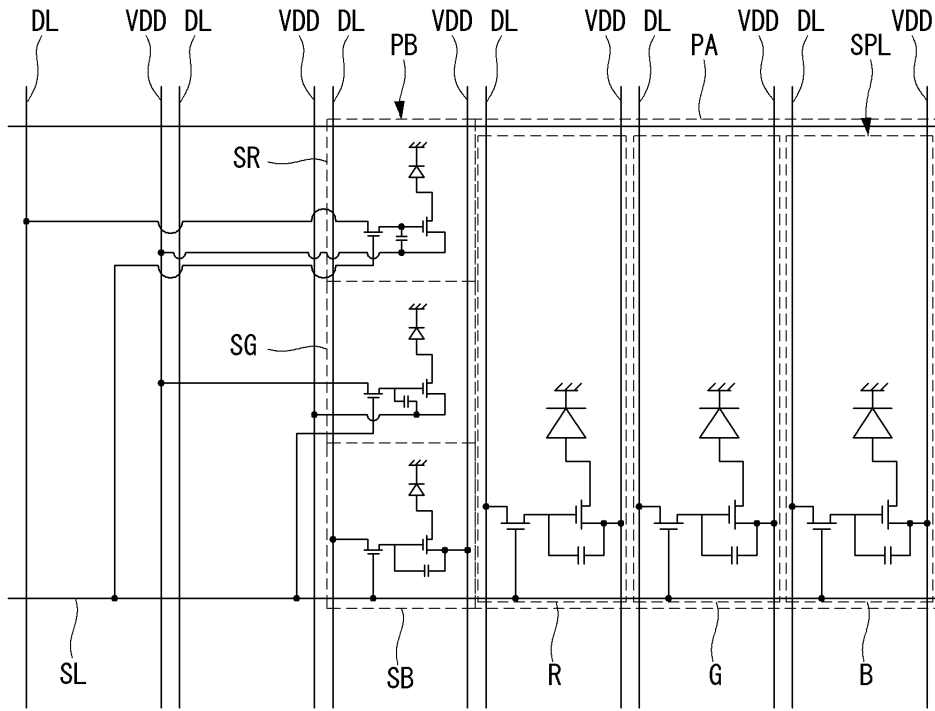 DL VDD DL VDD DL VDD DL VDD DL VDD DL VDD
PB PA SPL
SR
SG
SL SB R G B